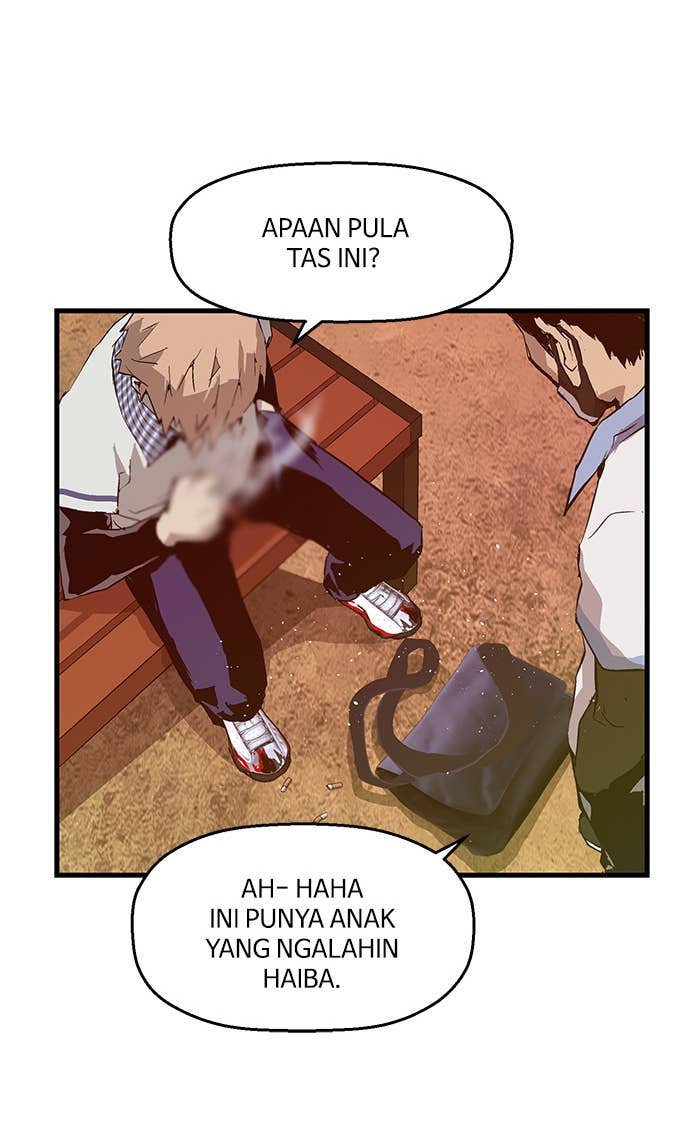 APAAN PULA
TAS INI?
AH- HAHA
INI PUNYA ANAK
YANG NGALAHIN
HAIBA.